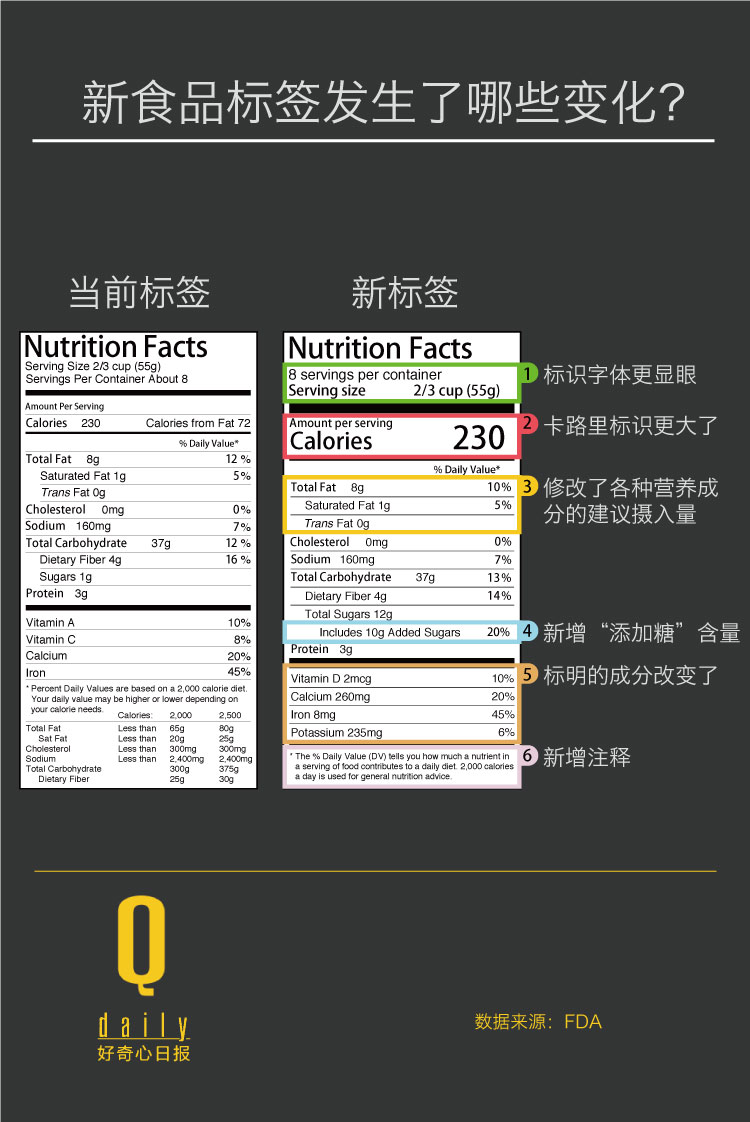 新食品标签发生了哪些变化?
当前标签
Nutrition Facts
Serving Size 2/3 cup (55g)
Servings Per Container About 8
Amount Per Serving
Calories 230 Calories from Fat 72
% Daily Value*
Total Fat 8g 12 %
Saturated Fat 1g 5 %
Trans Fat 0g
Cholesterol 0mg 0 %
Sodium 160mg 7 %
Total Carbohydrate 37g 12 %
Dietary Fiber 4g 16 %
Sugars 1g
Protein 3g
Vitamin A 10%
Vitamin C 8%
Calcium 20%
Iron 45%
* Percent Daily Values are based on a 2,000 calorie diet.
Your daily value may be higher or lower depending on
your calorie needs.
Calories: 2,000 2,500
Total Fat Less than 65g 80g
Sat Fat Less than 20g 25g
Cholesterol Less than 300mg 300mg
Sodium Less than 2,400mg 2,400mg
Total Carbohydrate 300g 375g
Dietary Fiber 25g 30g
新标签
Nutrition Facts
8 servings per container
Serving size 2/3 cup (55g)
Amount per serving
Calories 230
% Daily Value*
Total Fat 8g 10%
Saturated Fat 1g 5%
Trans Fat 0g
Cholesterol 0mg 0%
Sodium 160mg 7%
Total Carbohydrate 37g 13%
Dietary Fiber 4g 14%
Total Sugars 12g
Includes 10g Added Sugars 20%
Protein 3g
Vitamin D 2mcg 10%
Calcium 260mg 20%
Iron 8mg 45%
Potassium 235mg 6%
* The % Daily Value (DV) tells you how much a nutrient in
a serving of food contributes to a daily diet. 2,000 calories
a day is used for general nutrition advice.
1 标识字体更显眼
2 卡路里标识更大了
3 修改了各种营养成
分的建议摄入量
4 新增“添加糖”含量
5 标明的成分改变了
6 新增注释
Q
daily
好奇心日报
数据来源：FDA